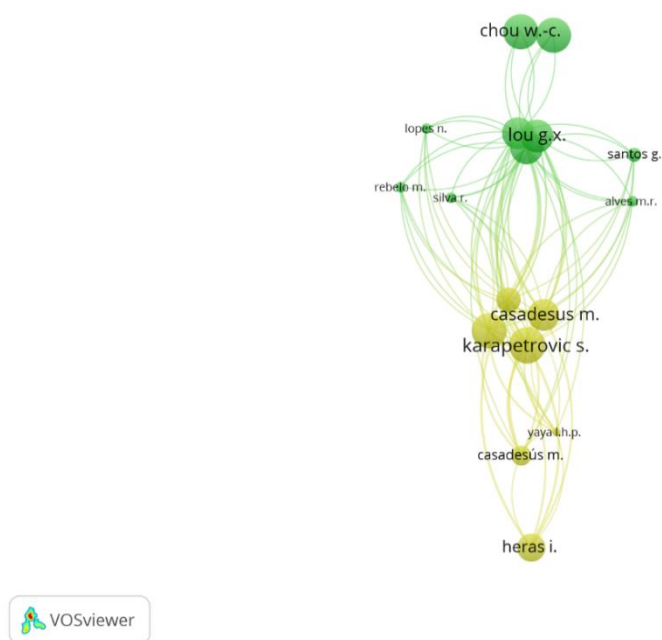 chou w.-c.
lopes n.
lou g.x.
santos g.
rebelo m.
silva r.
alves m.r.
casadesus m.
karapetrovic s.
yaya l.h.p.
casadesús m.
heras i.
VOSviewer